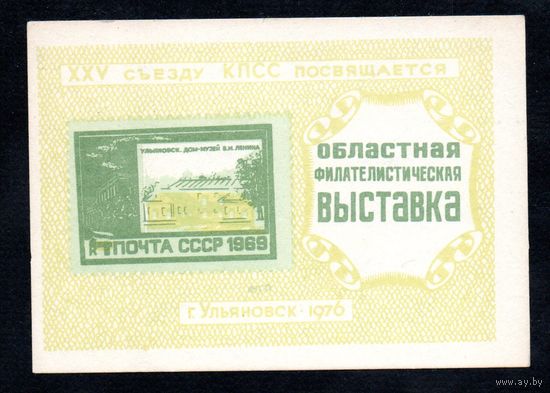 XXV СЪЕЗДУ КПСС ПОСВЯЩАЕТСЯ
УЛЬЯНОВСК. ДОМ-МУЗЕЙ В.И. ЛЕНИНА
ПОЧТА СССР 1969
ОБЛАСТНАЯ
ФИЛАТЕЛИСТИЧЕСКАЯ
ВЫСТАВКА
Г. УЛЬЯНОВСК · 1976
www.ay.by